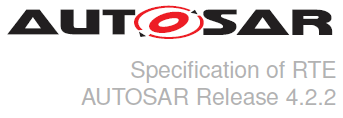 AUTOSAR
Specification of RTE
AUTOSAR Release 4.2.2